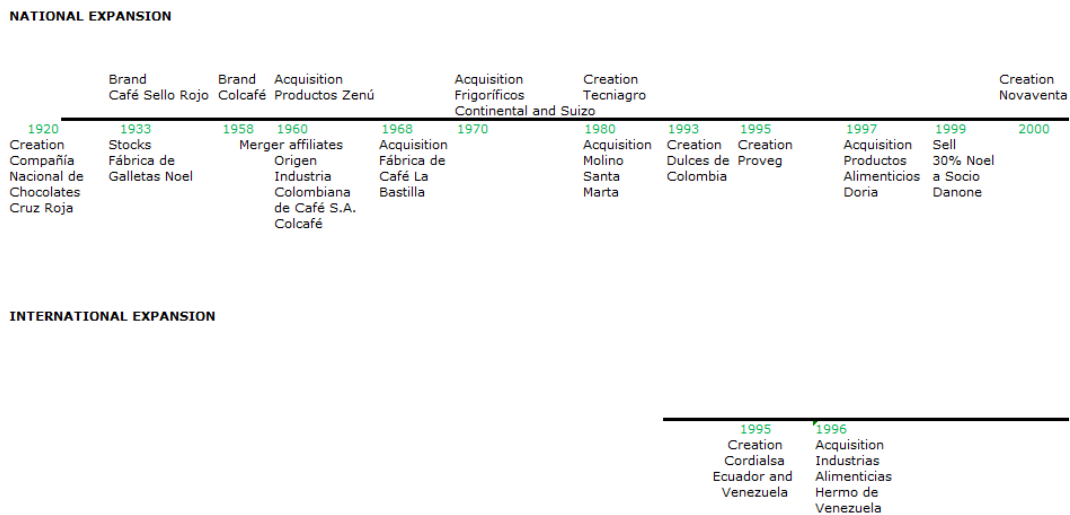 NATIONAL EXPANSION
Brand Brand Acquisition Acquisition Creation Creation
Café Sello Rojo Colcafé Productos Zenú Frigoríficos Tecniagro Novaventa
Continental and Suizo
1920 1933 1958 1960 1968 1970 1980 1993 1995 1997 1999 2000
Creation Stocks Merger affiliates Acquisition Acquisition Creation Creation Acquisition Sell
Compañía Fábrica de Origen Fábrica de Molino Dulces de Proveg Productos 30% Noel
Nacional de Galletas Noel Industria Café La Santa Colombia Alimenticios a Socio
Chocolates Colombiana Bastilla Marta Doria Danone
Cruz Roja de Café S.A.
Colcafé
INTERNATIONAL EXPANSION
1995 1996
Creation Acquisition
Cordialsa Industrias
Ecuador and Alimenticias
Venezuela Hermo de
Venezuela